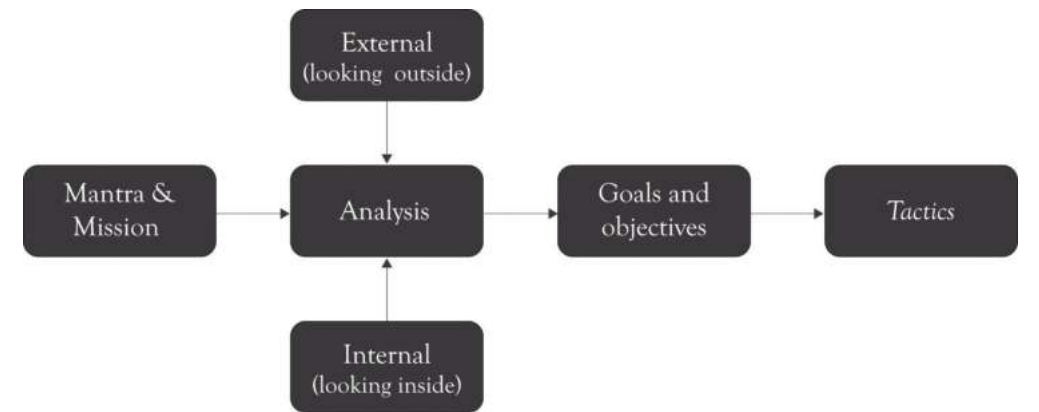 External
(looking outside)
Mantra &
Mission
Analysis
Goals and
objectives
Tactics
Internal
(looking inside)